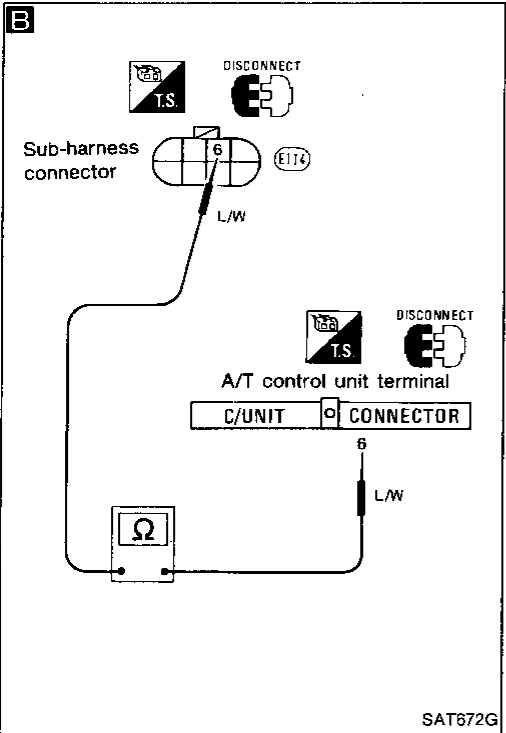 B
T.S.
DISCONNECT
Sub-harness
connector
6
E114
L/W
T.S.
DISCONNECT
A/T control unit terminal
C/UNIT
CONNECTOR
6
L/W
Ω
SAT672G